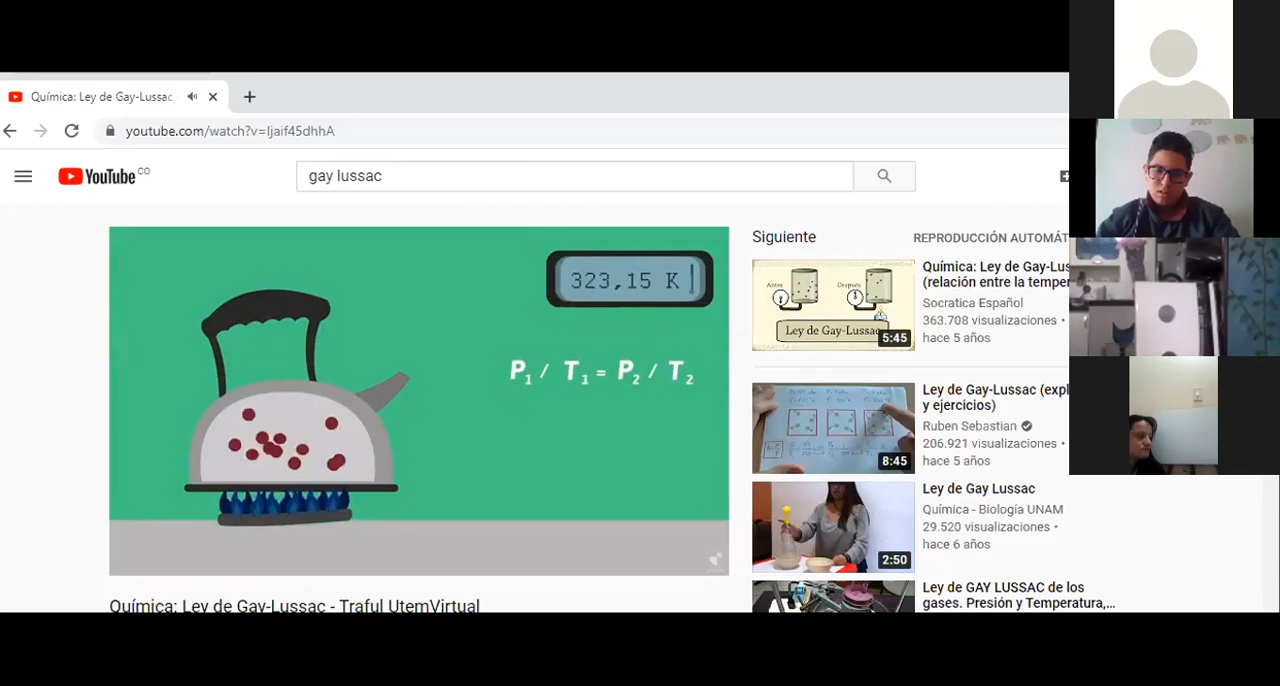 Química: Ley de Gay-Lussac
youtube.com/watch?v=Ijaif45dhhA
YouTube CO
gay lussac
323,15 K
P₁ / T₁ = P₂ / T₂
Química: Ley de Gay-Lussac - Traful UtemVirtual
Siguiente
REPRODUCCIÓN AUTOMÁT
Antes
Después
Ley de Gay-Lussac
5:45
Química: Ley de Gay-Lus
(relación entre la temper
Socratica Español
363.708 visualizaciones •
hace 5 años
8:45
Ley de Gay-Lussac (expl
y ejercicios)
Ruben Sebastian
206.921 visualizaciones •
hace 5 años
2:50
Ley de Gay Lussac
Química - Biología UNAM
29.520 visualizaciones •
hace 6 años
Ley de GAY LUSSAC de los
gases. Presión y Temperatura,...